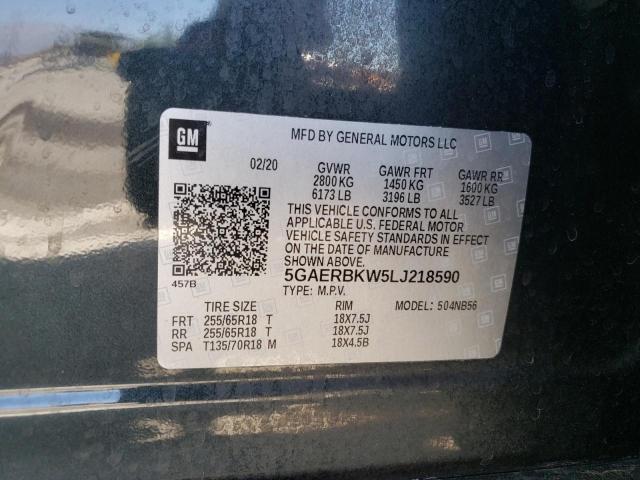 GM
MFD BY GENERAL MOTORS LLC
02/20 GVWR GAWR FRT GAWR RR
2800 KG 1450 KG 1600 KG
6173 LB 3196 LB 3527 LB
THIS VEHICLE CONFORMS TO ALL
APPLICABLE U.S. FEDERAL MOTOR
VEHICLE SAFETY STANDARDS IN EFFECT
ON THE DATE OF MANUFACTURE
SHOWN ABOVE.
457B
5GAERBKW5LJ218590
TYPE: M.P.V. MODEL: 504NB56
TIRE SIZE RIM
FRT 255/65R18 T 18X7.5J
RR 255/65R18 T 18X7.5J
SPA T135/70R18 M 18X4.5B